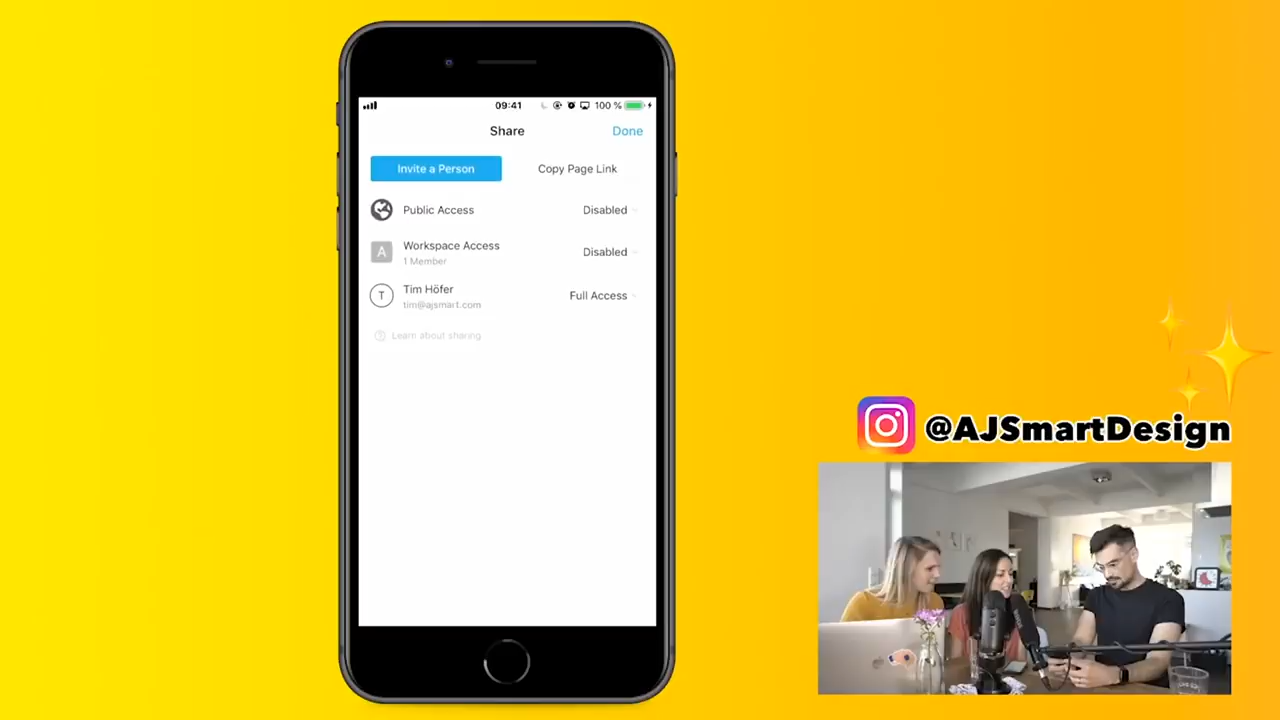 09:41
100 %
Share
Done
Invite a Person
Copy Page Link
Public Access
Disabled
A
Workspace Access
1 Member
Disabled
T
Tim Höfer
tim@ajsmart.com
Full Access
Learn about sharing
@AJSmartDesign